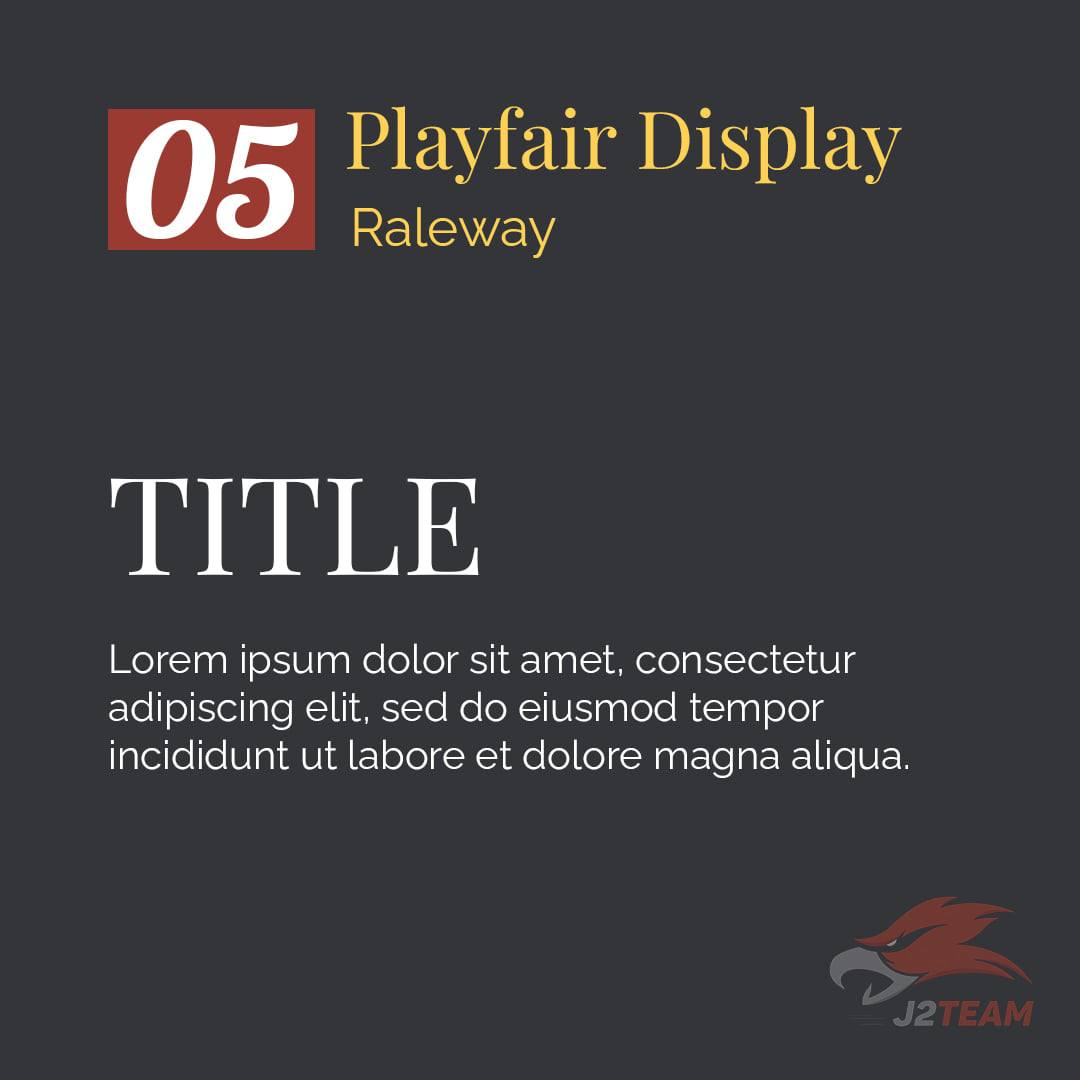 05
Playfair Display
Raleway
TITLE
Lorem ipsum dolor sit amet, consectetur
adipiscing elit, sed do eiusmod tempor
incididunt ut labore et dolore magna aliqua.
J2TEAM